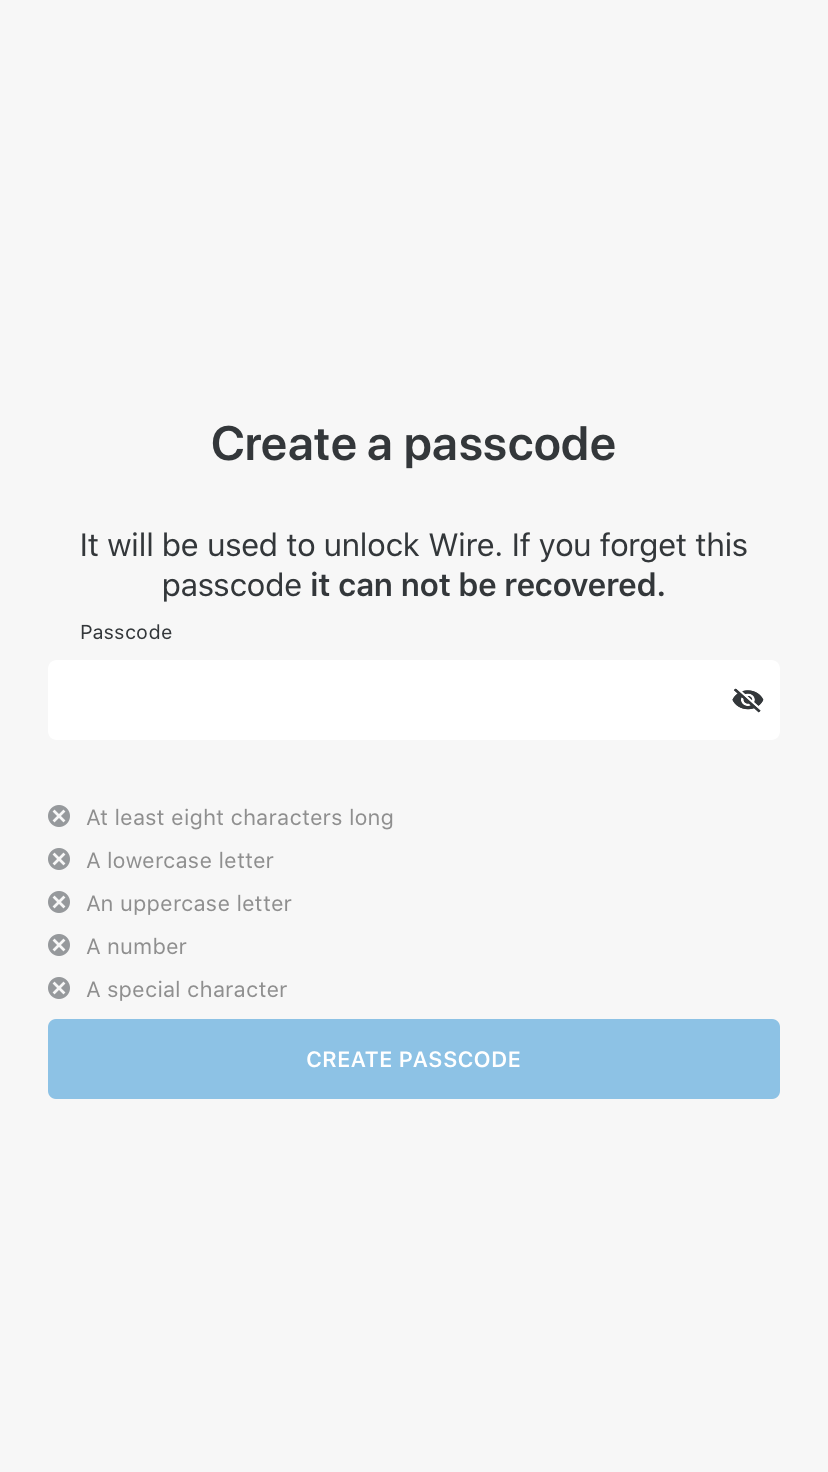 Create a passcode
It will be used to unlock Wire. If you forget this
passcode it can not be recovered.
Passcode
At least eight characters long
A lowercase letter
An uppercase letter
A number
A special character
CREATE PASSCODE